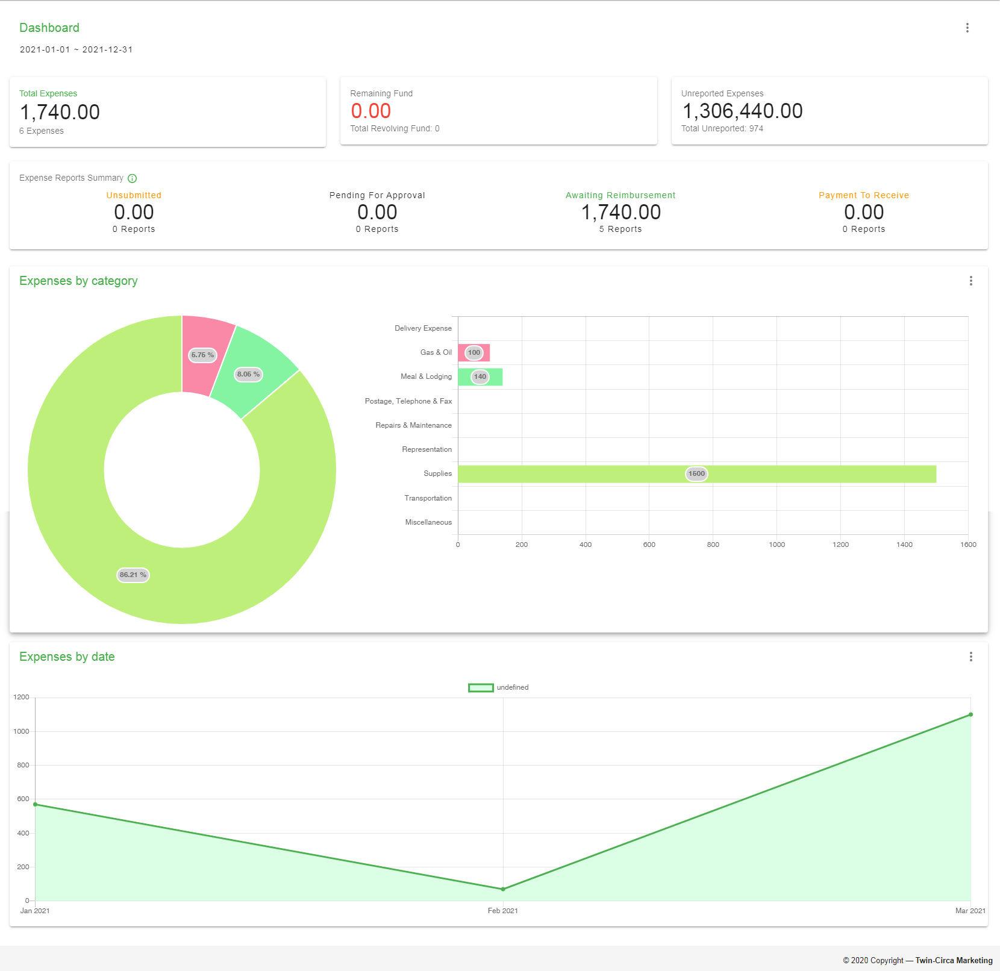 Dashboard
2021-01-01 ~ 2021-12-31
Total Expenses
1,740.00
6 Expenses
Remaining Fund
0.00
Total Revolving Fund: 0
Unreported Expenses
1,306,440.00
Total Unreported: 974
Expense Reports Summary
Unsubmitted
0.00
0 Reports
Pending For Approval
0.00
0 Reports
Awaiting Reimbursement
1,740.00
5 Reports
Payment To Receive
0.00
0 Reports
Expenses by category
5.75 %
8.05 %
86.21 %
Delivery Expense
Gas & Oil
100
Meal & Lodging
140
Postage, Telephone & Fax
Repairs & Maintenance
Representation
Supplies
1500
Transportation
Miscellaneous
0 200 400 600 800 1000 1200 1400 1600
Expenses by date
undefined
1200
1000
800
600
400
200
0
Jan 2021 Feb 2021 Mar 2021
© 2020 Copyright — Twin-Circa Marketing